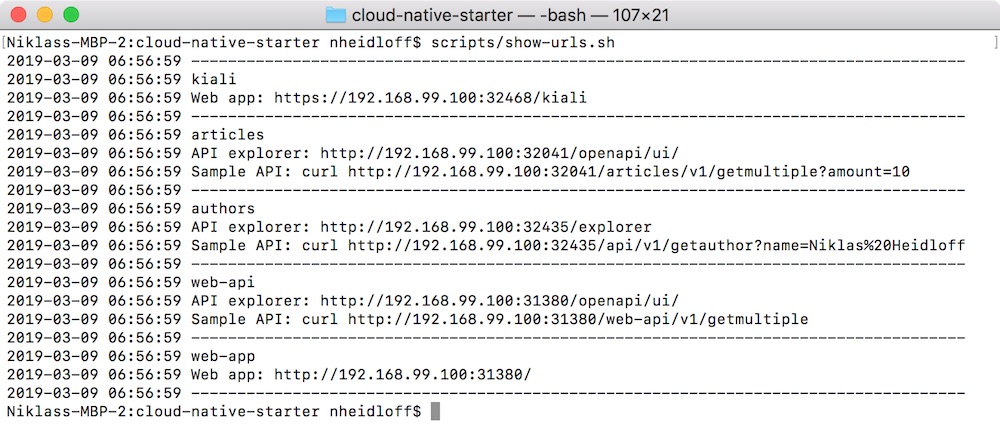 cloud-native-starter — -bash — 107×21
[Niklass-MBP-2:cloud-native-starter nheidloff$ scripts/show-urls.sh ]
2019-03-09 06:56:59 ------------------------------------------------------------------------------------
2019-03-09 06:56:59 kiali
2019-03-09 06:56:59 Web app: https://192.168.99.100:32468/kiali
2019-03-09 06:56:59 ------------------------------------------------------------------------------------
2019-03-09 06:56:59 articles
2019-03-09 06:56:59 API explorer: http://192.168.99.100:32041/openapi/ui/
2019-03-09 06:56:59 Sample API: curl http://192.168.99.100:32041/articles/v1/getmultiple?amount=10
2019-03-09 06:56:59 ------------------------------------------------------------------------------------
2019-03-09 06:56:59 authors
2019-03-09 06:56:59 API explorer: http://192.168.99.100:32435/explorer
2019-03-09 06:56:59 Sample API: curl http://192.168.99.100:32435/api/v1/getauthor?name=Niklas%20Heidloff
2019-03-09 06:56:59 ------------------------------------------------------------------------------------
2019-03-09 06:56:59 web-api
2019-03-09 06:56:59 API explorer: http://192.168.99.100:31380/openapi/ui/
2019-03-09 06:56:59 Sample API: curl http://192.168.99.100:31380/web-api/v1/getmultiple
2019-03-09 06:56:59 ------------------------------------------------------------------------------------
2019-03-09 06:56:59 web-app
2019-03-09 06:56:59 Web app: http://192.168.99.100:31380/
2019-03-09 06:56:59 ------------------------------------------------------------------------------------
Niklass-MBP-2:cloud-native-starter nheidloff$